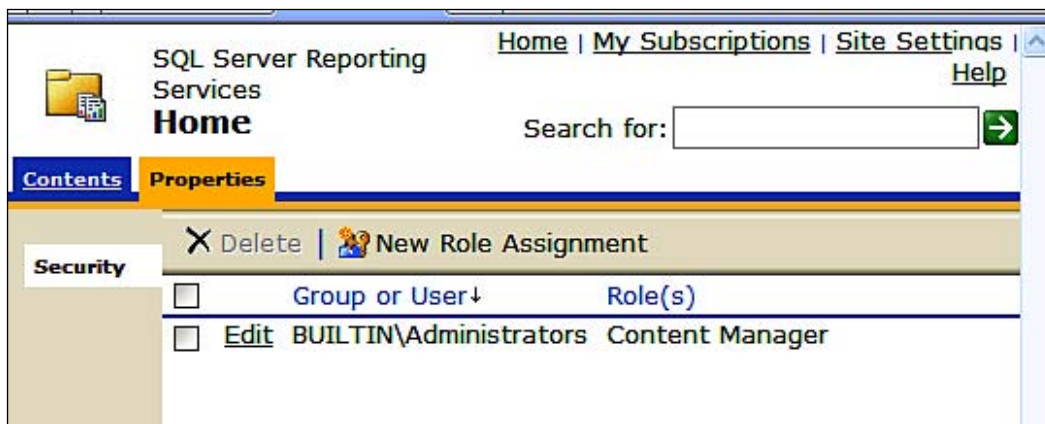 Home | My Subscriptions | Site Settings |
Help
SQL Server Reporting
Services
Home
Search for:
Contents Properties
Security
Delete | New Role Assignment
Group or User↓ Role(s)
Edit BUILTIN\Administrators Content Manager